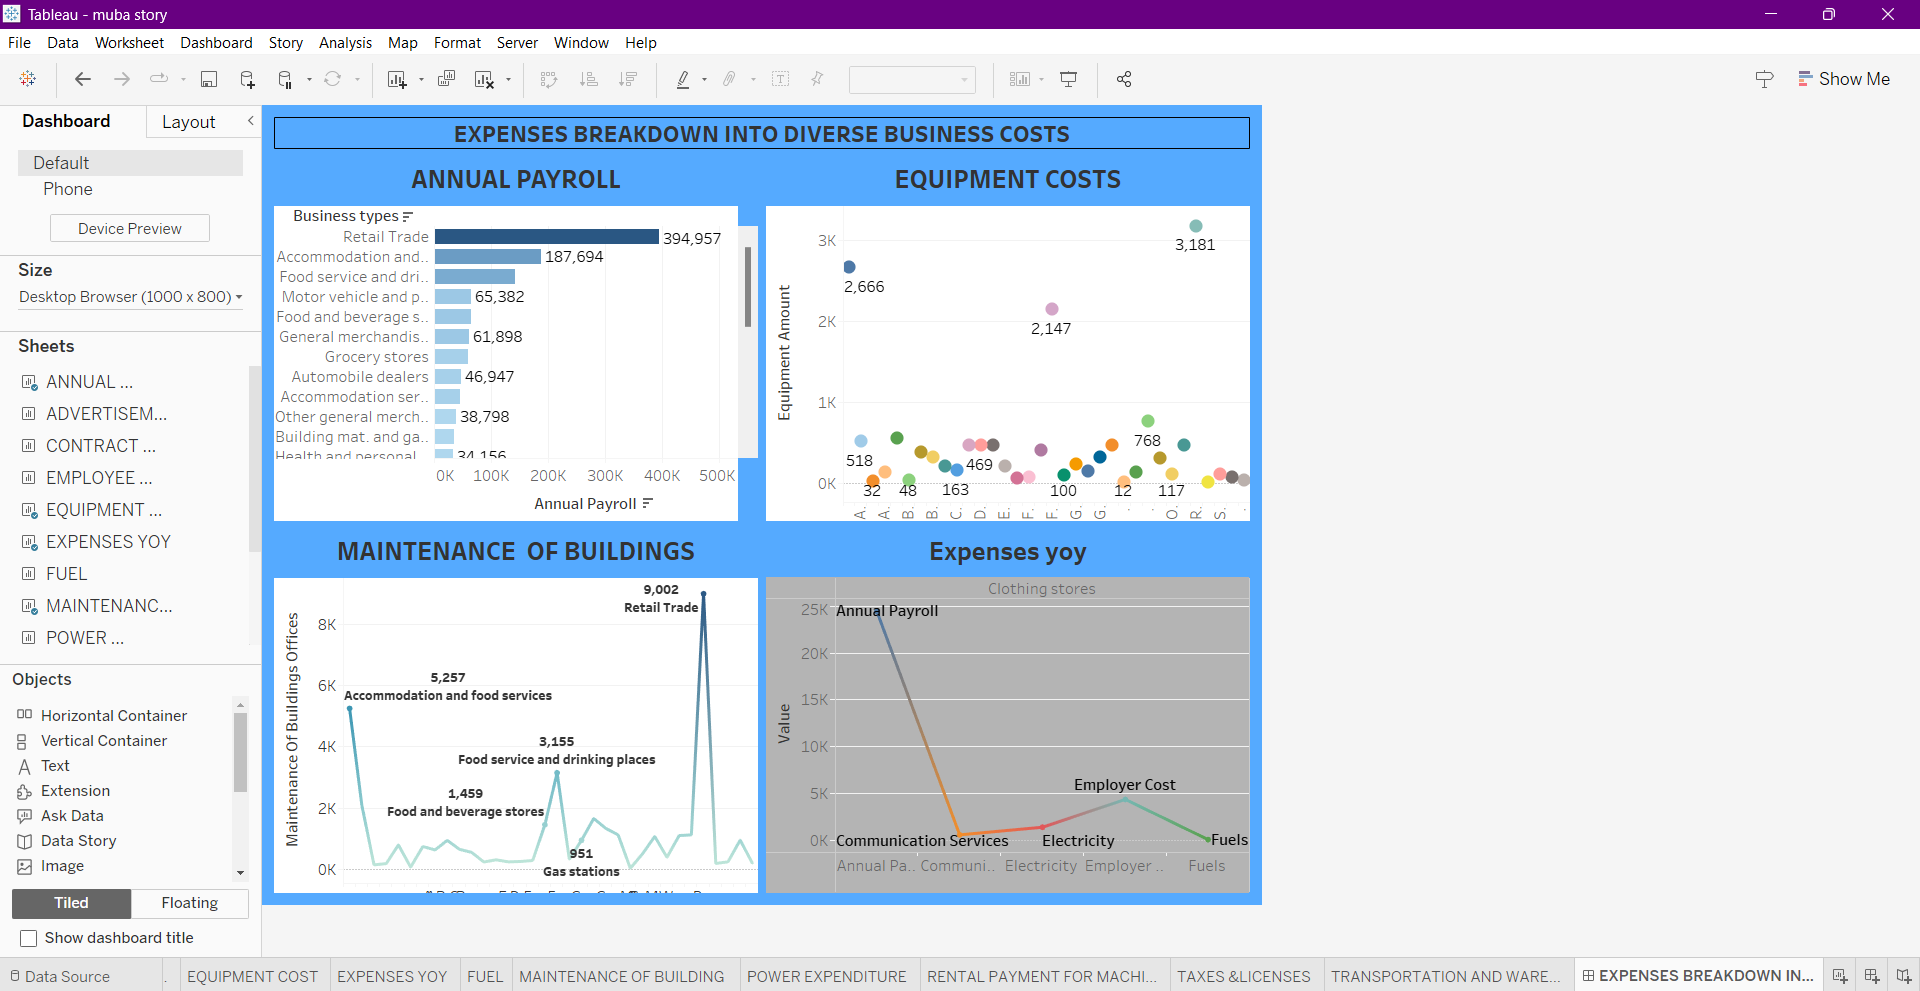 Tableau - muba story
File Data Worksheet Dashboard Story Analysis Map Format Server Window Help
Show Me
Dashboard Layout
Default
Phone
Device Preview
Size
Desktop Browser (1000 x 800)
Sheets
ANNUAL ...
ADVERTISEM...
CONTRACT ...
EMPLOYEE ...
EQUIPMENT ...
EXPENSES YOY
FUEL
MAINTENANC...
POWER ...
Objects
Horizontal Container
Vertical Container
Text
Extension
Ask Data
Data Story
Image
Tiled Floating
Show dashboard title
EXPENSES BREAKDOWN INTO DIVERSE BUSINESS COSTS
ANNUAL PAYROLL
Business types
Retail Trade 394,957
Accommodation and.. 187,694
Food service and dri..
Motor vehicle and p.. 65,382
Food and beverage s..
General merchandis.. 61,898
Grocery stores
Automobile dealers 46,947
Accommodation ser..
Other general merch.. 38,798
Building mat. and ga..
Health and personal 34,156
0K 100K 200K 300K 400K 500K
Annual Payroll
EQUIPMENT COSTS
Equipment Amount
3K
2K
1K
0K
3,181
2,666
2,147
768
518
469
32 48 163 100 12 117
A. A. B. B. C. D. E. F. F. G. G. . . O. R. S. .
MAINTENANCE OF BUILDINGS
Maintenance Of Buildings Offices
8K
6K
4K
2K
0K
9,002
Retail Trade
5,257
Accommodation and food services
3,155
Food service and drinking places
1,459
Food and beverage stores
951
Gas stations
Expenses yoy
Clothing stores
Value
25K
20K
15K
10K
5K
0K
Annual Payroll
Employer Cost
Communication Services Electricity Fuels
Annual Pa.. Communi.. Electricity Employer .. Fuels
Data Source . EQUIPMENT COST EXPENSES YOY FUEL MAINTENANCE OF BUILDING POWER EXPENDITURE RENTAL PAYMENT FOR MACHI... TAXES &LICENSES TRANSPORTATION AND WARE... EXPENSES BREAKDOWN IN...